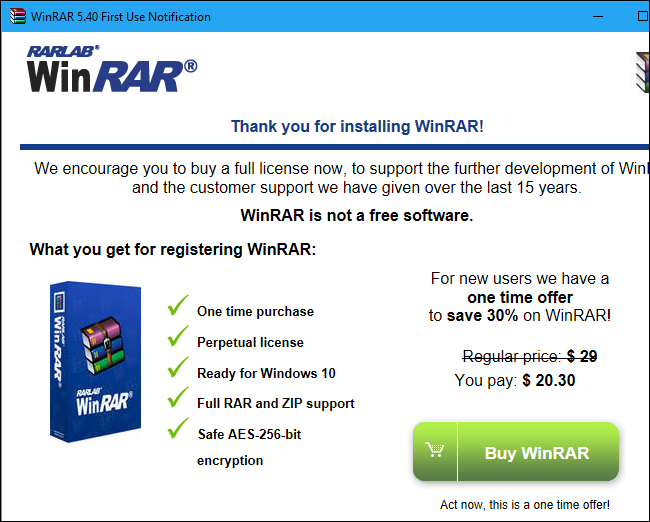 WinRAR 5.40 First Use Notification
RARLAB®
WinRAR®
Thank you for installing WinRAR!
We encourage you to buy a full license now, to support the further development of Win
and the customer support we have given over the last 15 years.
WinRAR is not a free software.
What you get for registering WinRAR:
One time purchase
Perpetual license
Ready for Windows 10
Full RAR and ZIP support
Safe AES-256-bit
encryption
RARLAB
WinRAR
RARLAB
WinRAR®
For new users we have a
one time offer
to save 30% on WinRAR!
Regular price: $ 29
You pay: $ 20.30
Buy WinRAR
Act now, this is a one time offer!